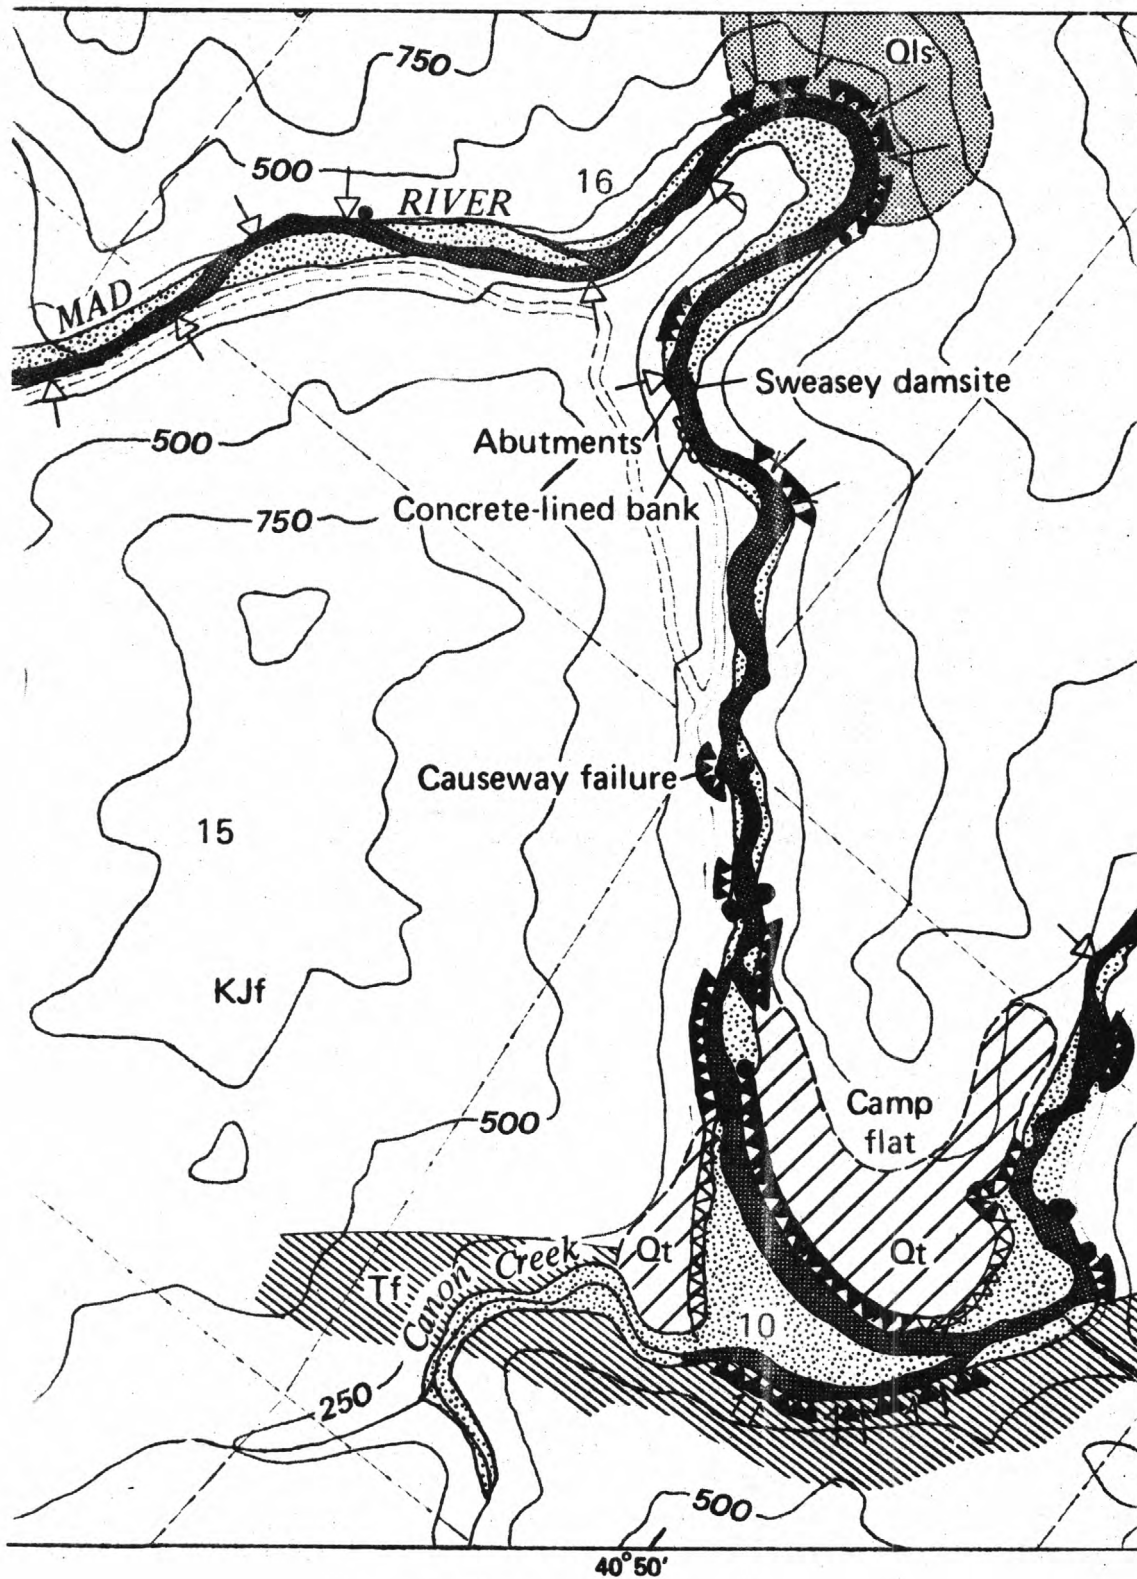 750
Qls
500
16
RIVER
MAD
Sweasey damsite
500
Abutments
Concrete-lined bank
750
Causeway failure
15
KJf
Camp
flat
500
Qt
Qt
Canon Creek
Tf
10
250
500
40°50'